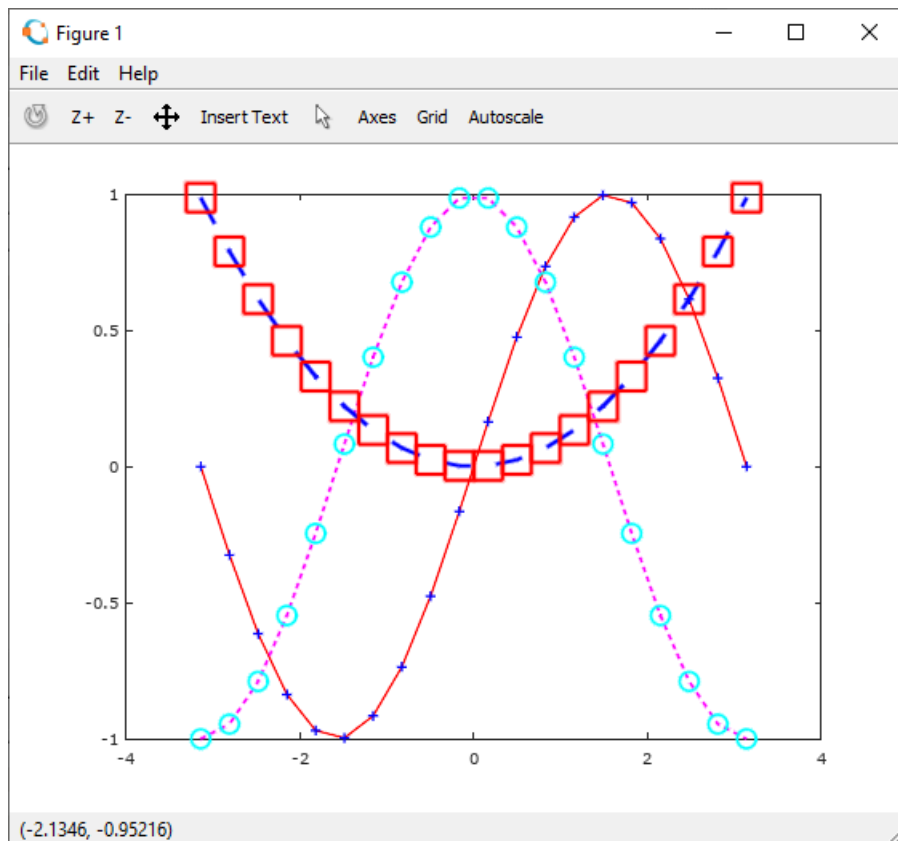 Figure 1
File Edit Help
Z+ Z- Insert Text Axes Grid Autoscale
1
0.5
0
-0.5
-1
-4 -2 0 2 4
(-2.1346, -0.95216)